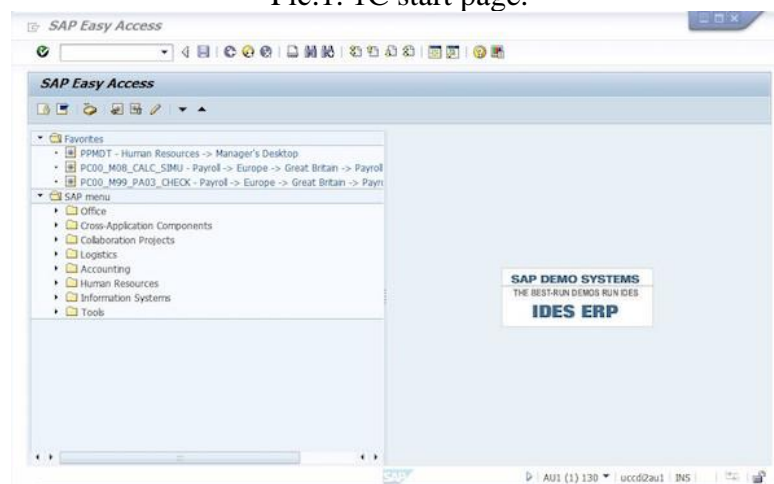 Pic.1. 1C start page.
SAP Easy Access
SAP Easy Access
Favorites
PPMDT - Human Resources -> Manager's Desktop
PC00_M08_CALC_SIMU - Payroll -> Europe -> Great Britain -> Payroll
PC00_M99_PA03_CHECK - Payroll -> Europe -> Great Britain -> Payr
SAP menu
Office
Cross-Application Components
Collaboration Projects
Logistics
Accounting
Human Resources
Information Systems
Tools
SAP DEMO SYSTEMS
THE BEST-RUN DEMOS RUN IDES
IDES ERP
SAP
AU1 (1) 130
uccdi2au1
INS